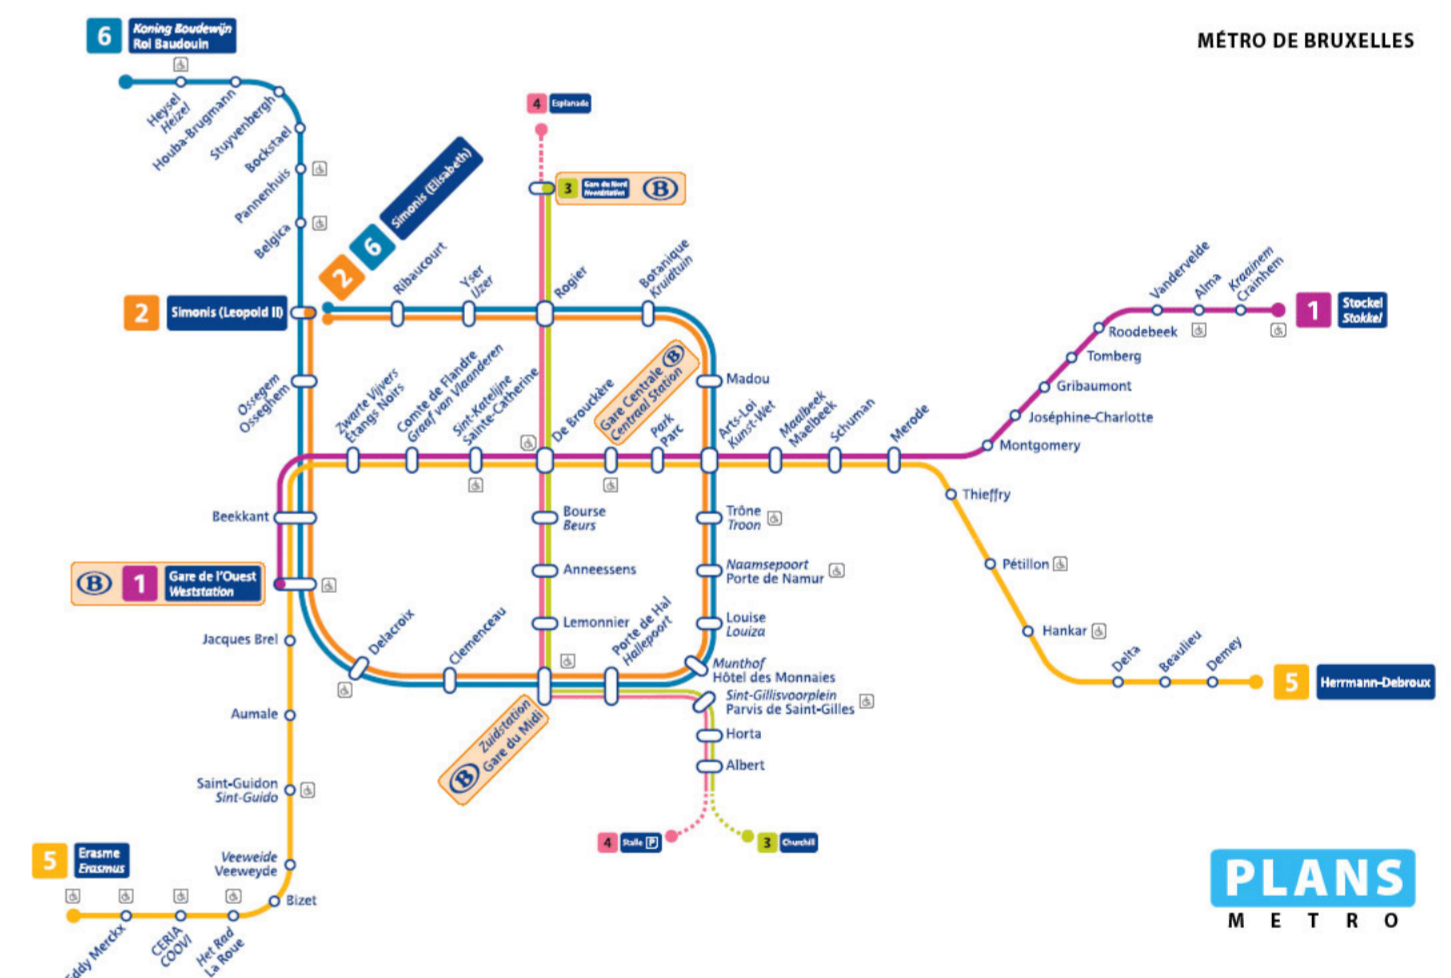 MÉTRO DE BRUXELLES
6
Koning Boudewijn
Roi Baudouin
Heysel
Heizel
Houba-Brugmann
Stuyvenbergh
Bockstael
Pannenhuis
Belgica
4
Esplanade
3
Gare du Nord
Noordstation
B
2
6
Simonis (Elisabeth)
2
Simonis (Leopold II)
Ribaucourt
Yser
IJzer
Rogier
Botanique
Kruidtuin
Madou
Ossegem
Osseghem
Zwarte Vijvers
Étangs Noirs
Comte de Flandre
Graaf van Vlaanderen
Sint-Katelijne
Sainte-Catherine
De Brouckère
Gare Centrale
Centraal Station
B
Park
Parc
Arts-Loi
Kunst-Wet
Maalbeek
Maelbeek
Schuman
Merode
Montgomery
Joséphine-Charlotte
Gribaumont
Tomberg
Roodebeek
Vandervelde
Alma
Kraainem
Crainhem
1
Stockel
Stokkel
Beekkant
B
1
Gare de l'Ouest
Weststation
Bourse
Beurs
Anneessens
Lemonnier
Trône
Troon
Naamsepoort
Porte de Namur
Louise
Louiza
Munthof
Hôtel des Monnaies
Sint-Gillisvoorplein
Parvis de Saint-Gilles
Horta
Albert
Delacroix
Clemenceau
Porte de Hal
Hallepoort
B
Zuidstation
Gare du Midi
4
Stalle P
3
Churchill
Thieffry
Pétillon
Hankar
Delta
Beaulieu
Demey
5
Herrmann-Debroux
Jacques Brel
Aumale
Saint-Guidon
Sint-Guido
Veeweide
Veeweyde
Bizet
5
Erasme
Erasmus
Eddy Merckx
CERIA
COOVI
Het Rad
La Roue
PLANS
METRO